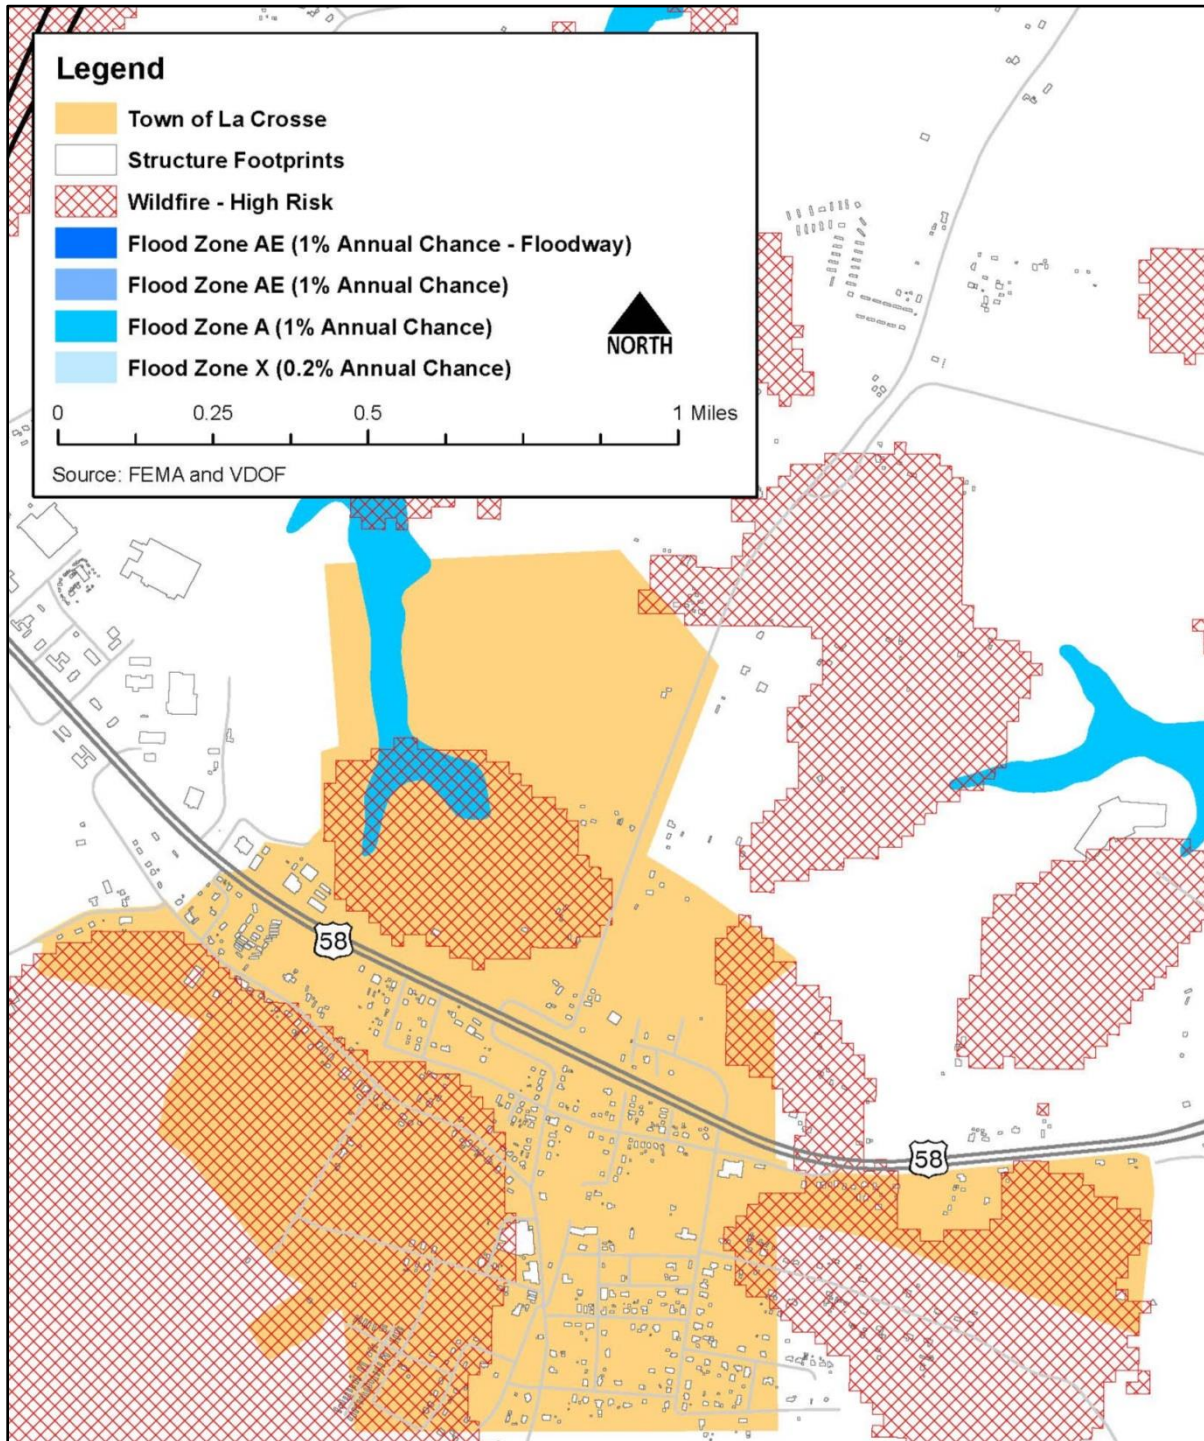 Legend
Town of La Crosse
Structure Footprints
Wildfire - High Risk
Flood Zone AE (1% Annual Chance - Floodway)
Flood Zone AE (1% Annual Chance)
Flood Zone A (1% Annual Chance)
Flood Zone X (0.2% Annual Chance)
NORTH
0 0.25 0.5 1 Miles
Source: FEMA and VDOF
58
58